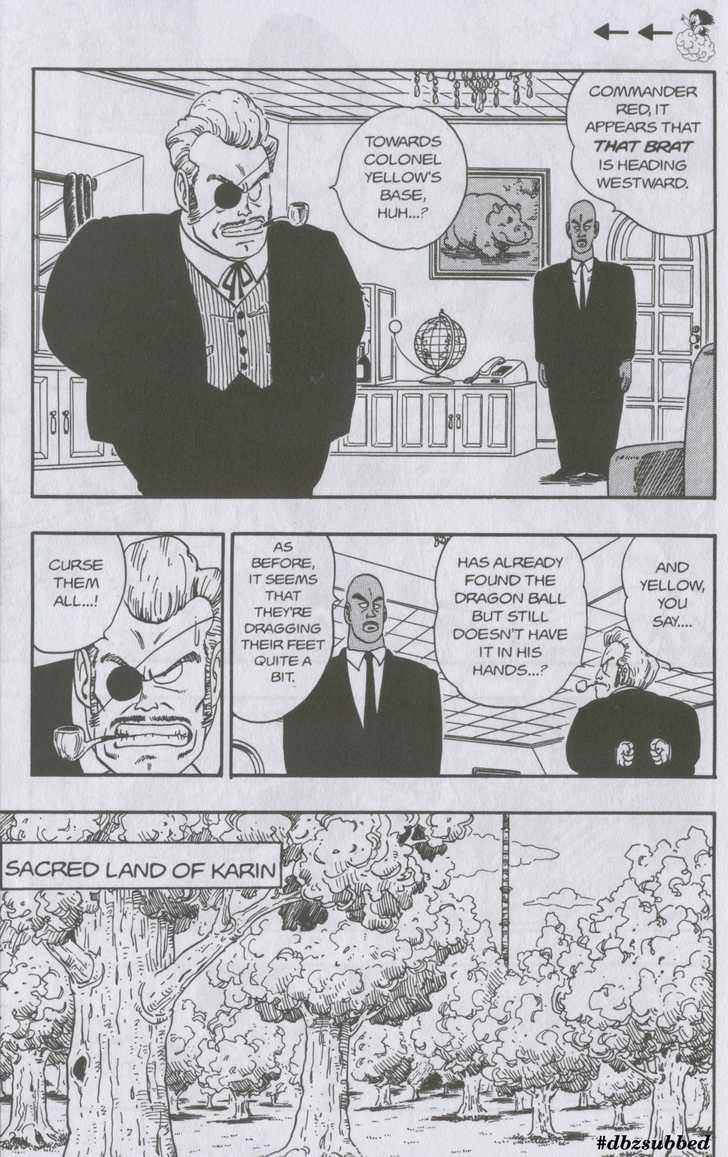 COMMANDER
RED, IT
APPEARS THAT
THAT BRAT
IS HEADING
WESTWARD.
TOWARDS
COLONEL
YELLOW'S
BASE,
HUH...?
AND
YELLOW,
YOU
SAY....
HAS ALREADY
FOUND THE
DRAGON BALL
BUT STILL
DOESN'T HAVE
IT IN HIS
HANDS...?
AS
BEFORE,
IT SEEMS
THAT
THEY'RE
DRAGGING
THEIR FEET
QUITE A
BIT.
CURSE
THEM
ALL...!
SACRED LAND OF KARIN
#dbzsubbed